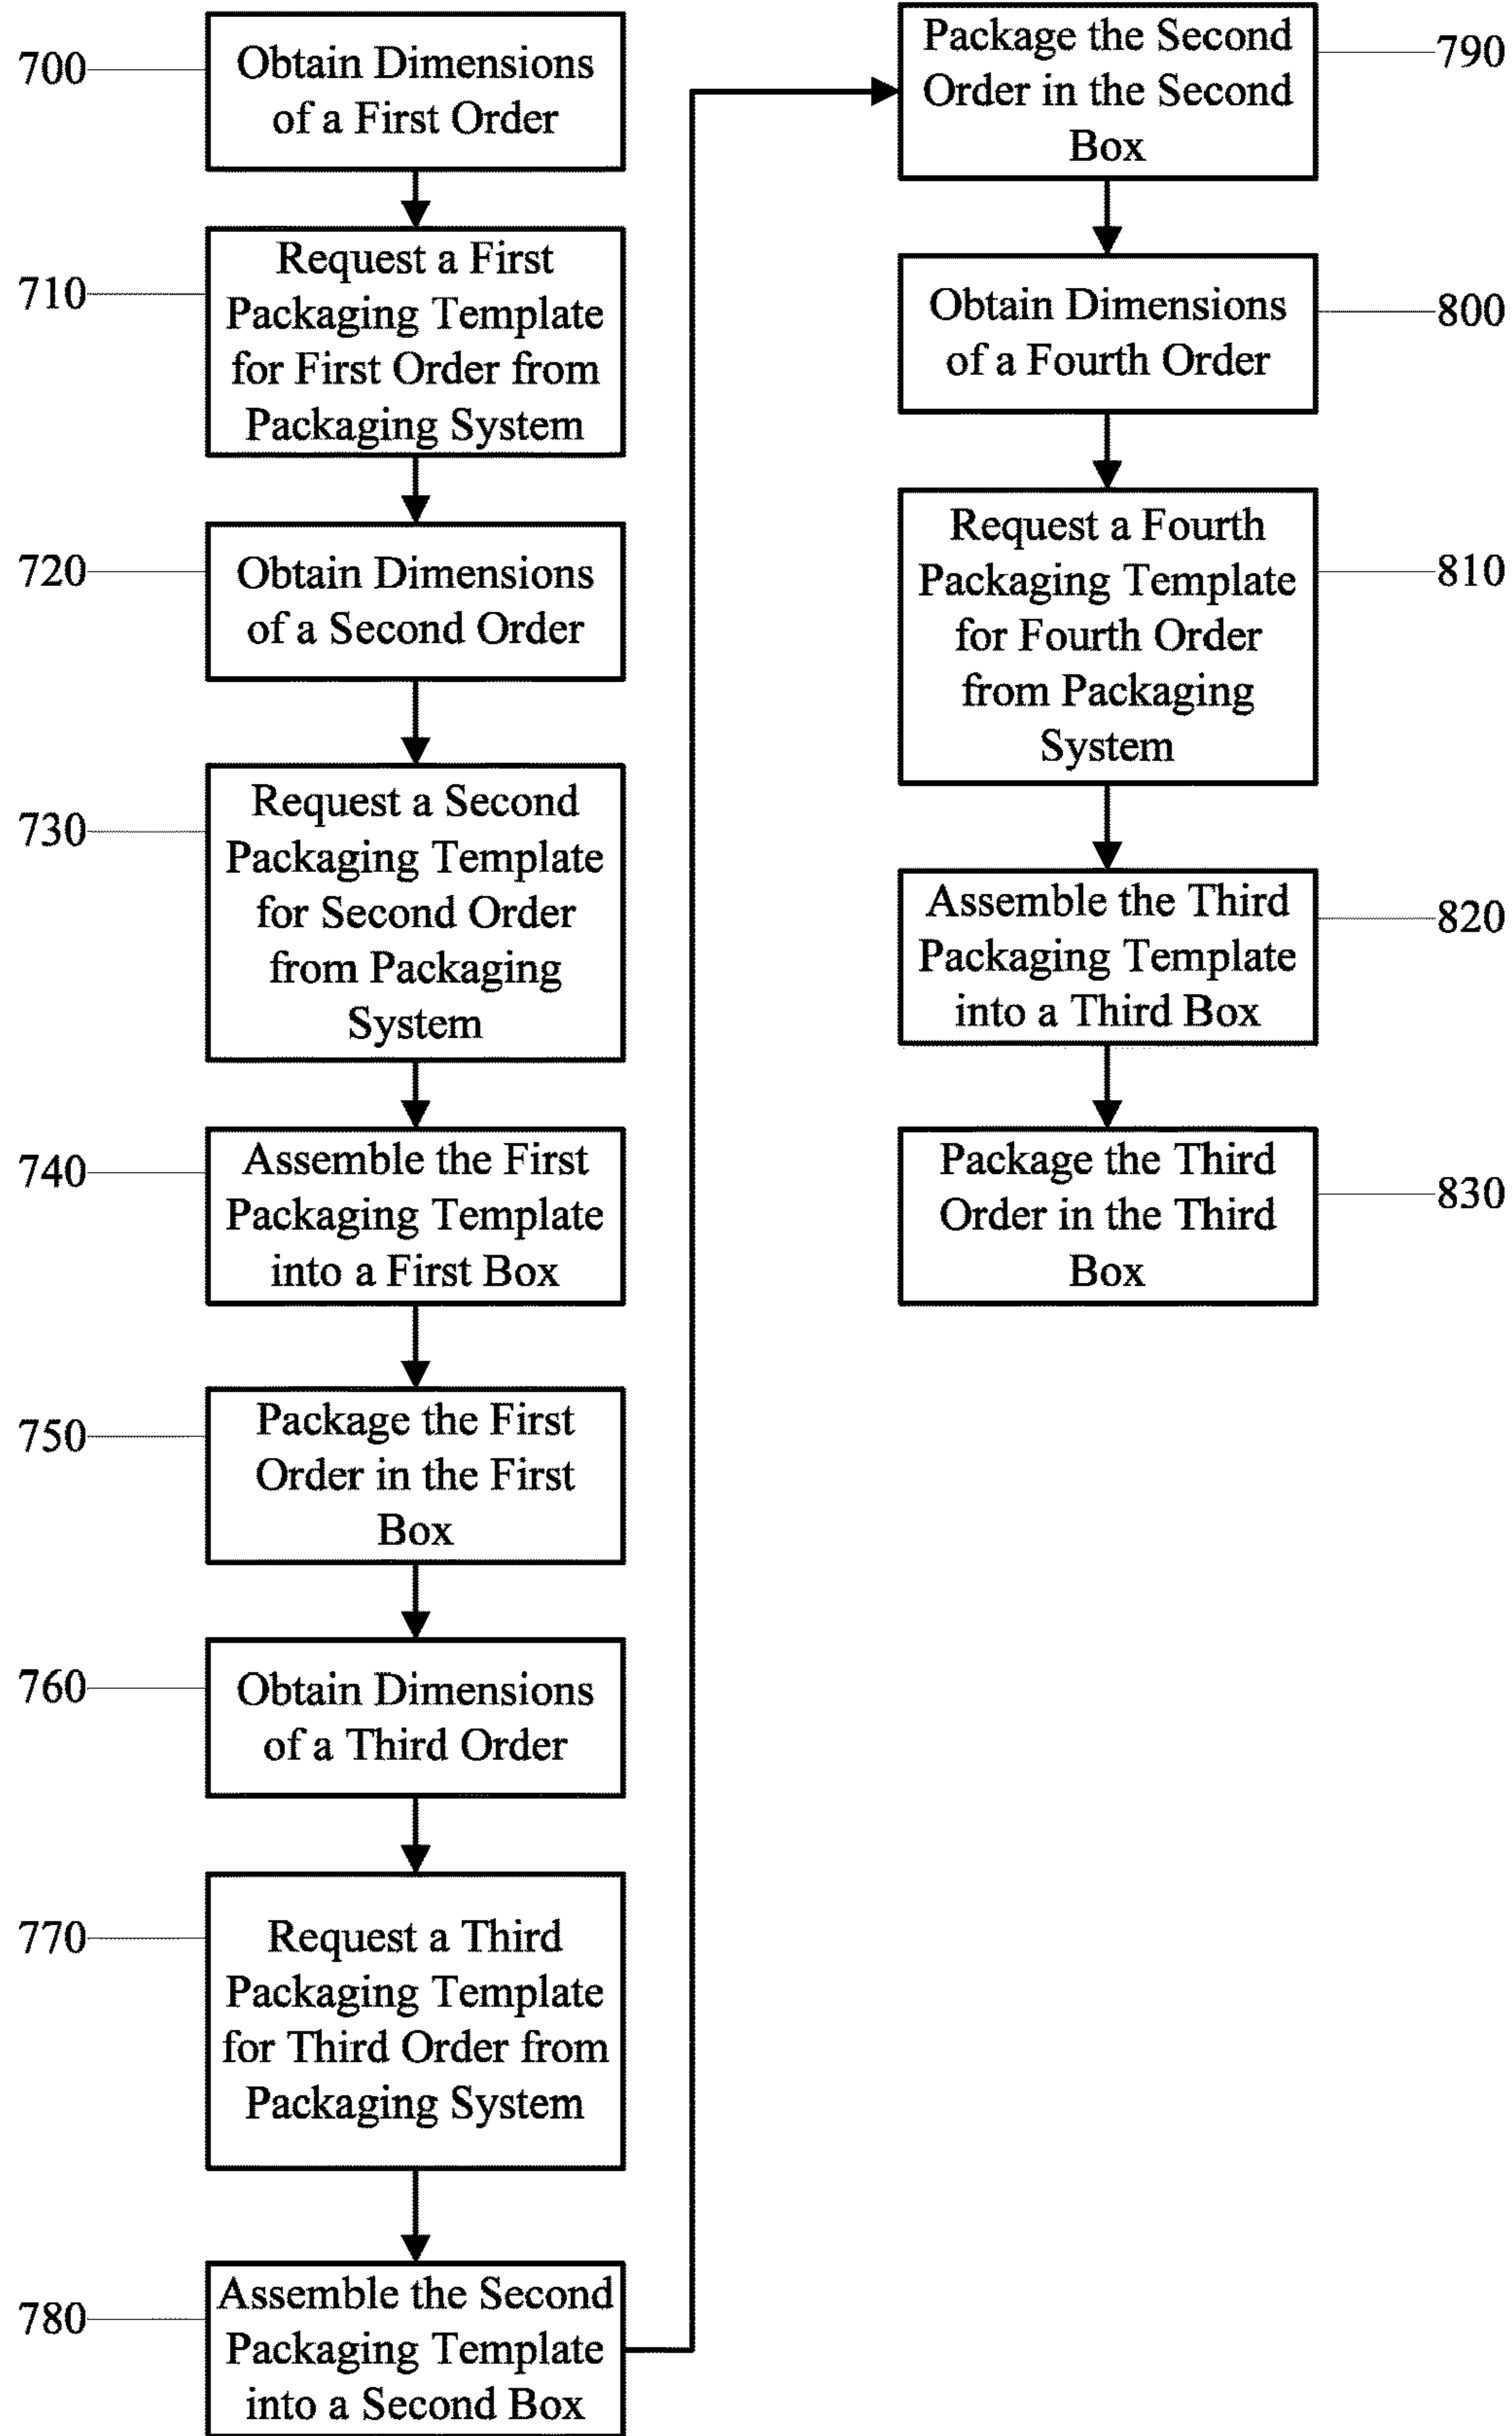 700
Obtain Dimensions
of a First Order
710
Request a First
Packaging Template
for First Order from
Packaging System
720
Obtain Dimensions
of a Second Order
730
Request a Second
Packaging Template
for Second Order
from Packaging
System
740
Assemble the First
Packaging Template
into a First Box
750
Package the First
Order in the First
Box
760
Obtain Dimensions
of a Third Order
770
Request a Third
Packaging Template
for Third Order from
Packaging System
780
Assemble the Second
Packaging Template
into a Second Box
790
Package the Second
Order in the Second
Box
800
Obtain Dimensions
of a Fourth Order
810
Request a Fourth
Packaging Template
for Fourth Order
from Packaging
System
820
Assemble the Third
Packaging Template
into a Third Box
830
Package the Third
Order in the Third
Box